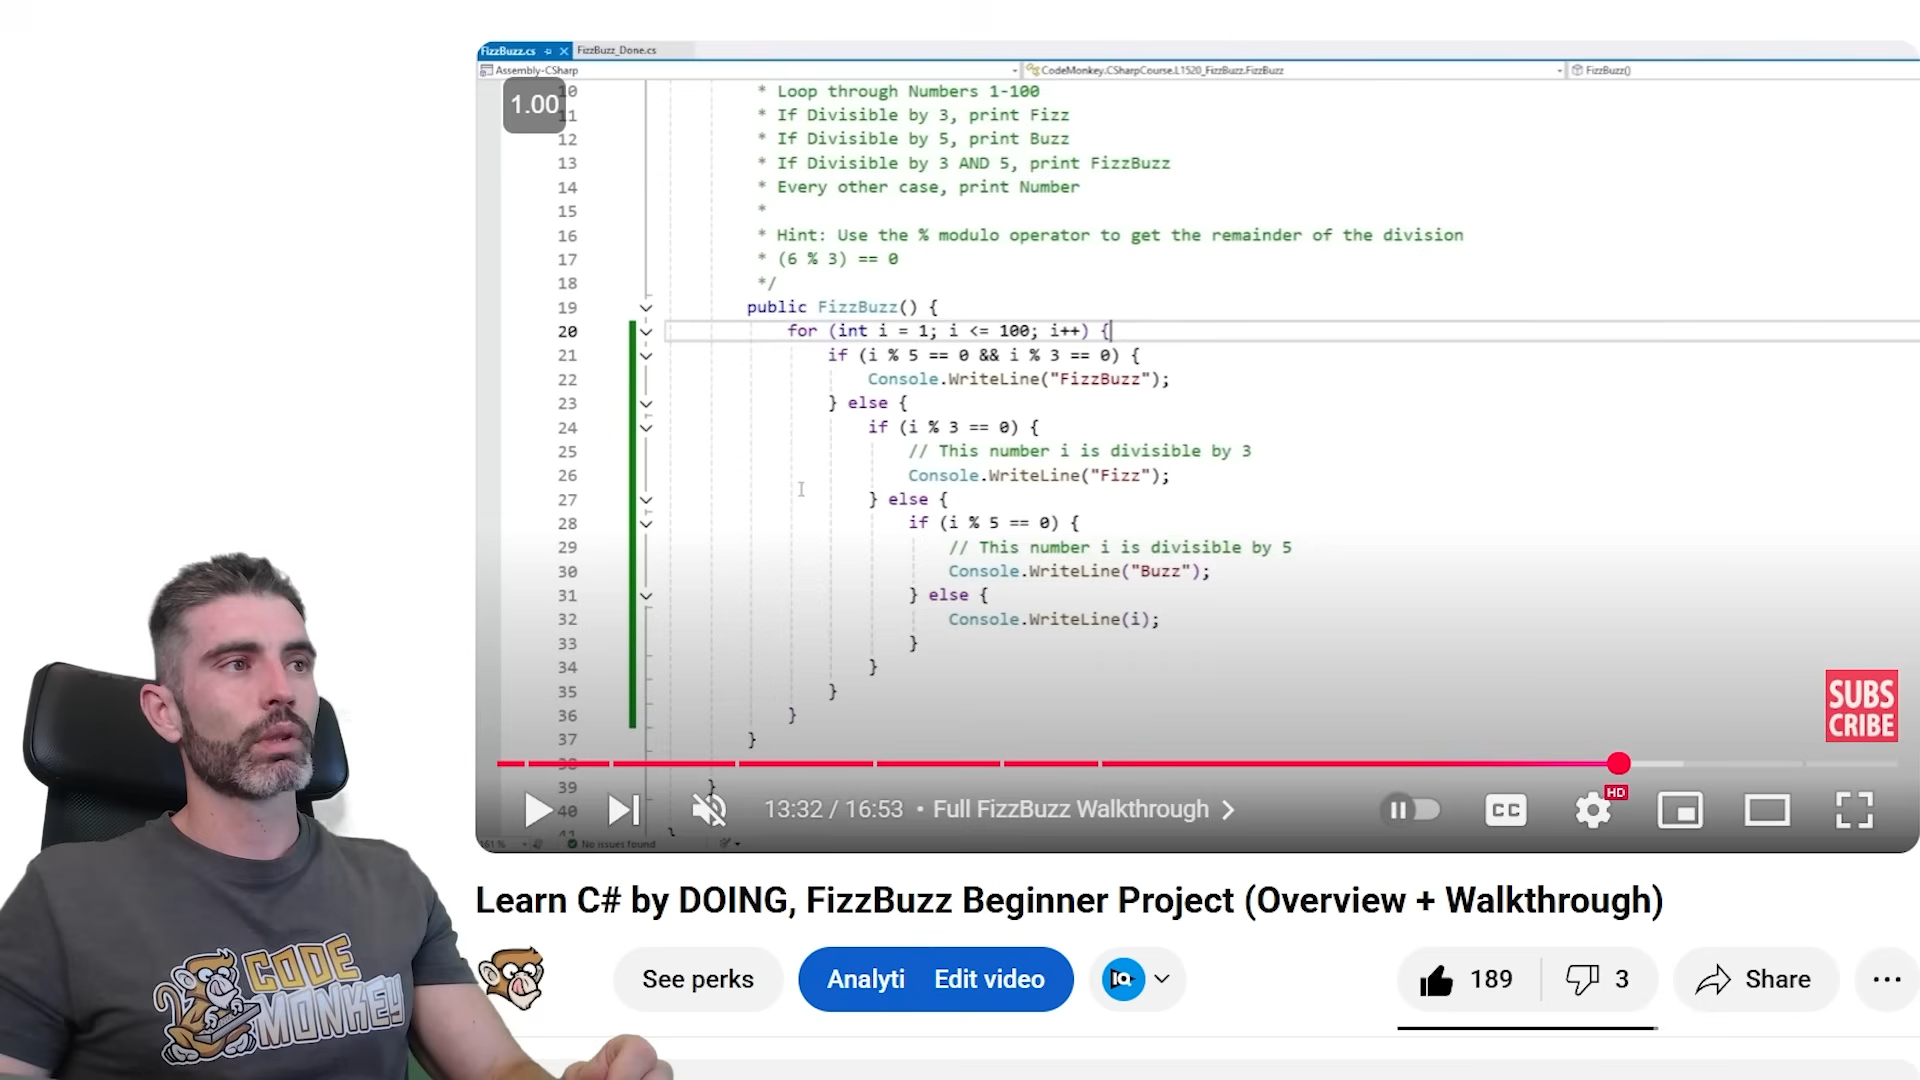 FizzBuzz.cs
FizzBuzz_Done.cs
Assembly-CSharp
CodeMonkey.CSharpCourse.L1520_FizzBuzz.FizzBuzz
FizzBuzz()
1.00
10 * Loop through Numbers 1-100
11 * If Divisible by 3, print Fizz
12 * If Divisible by 5, print Buzz
13 * If Divisible by 3 AND 5, print FizzBuzz
14 * Every other case, print Number
15 *
16 * Hint: Use the % modulo operator to get the remainder of the division
17 * (6 % 3) == 0
18 */
19 public FizzBuzz() {
20 for (int i = 1; i <= 100; i++) {
21 if (i % 5 == 0 && i % 3 == 0) {
22 Console.WriteLine("FizzBuzz");
23 } else {
24 if (i % 3 == 0) {
25 // This number i is divisible by 3
26 Console.WriteLine("Fizz");
27 } else {
28 if (i % 5 == 0) {
29 // This number i is divisible by 5
30 Console.WriteLine("Buzz");
31 } else {
32 Console.WriteLine(i);
33 }
34 }
35 }
36 }
37 }
38
39 }
40
41 }
SUBS
CRIBE
13:32 / 16:53 • Full FizzBuzz Walkthrough
CC
HD
No issues found
Learn C# by DOING, FizzBuzz Beginner Project (Overview + Walkthrough)
See perks
Analyti
Edit video
189
3
Share
CODE
MONKEY